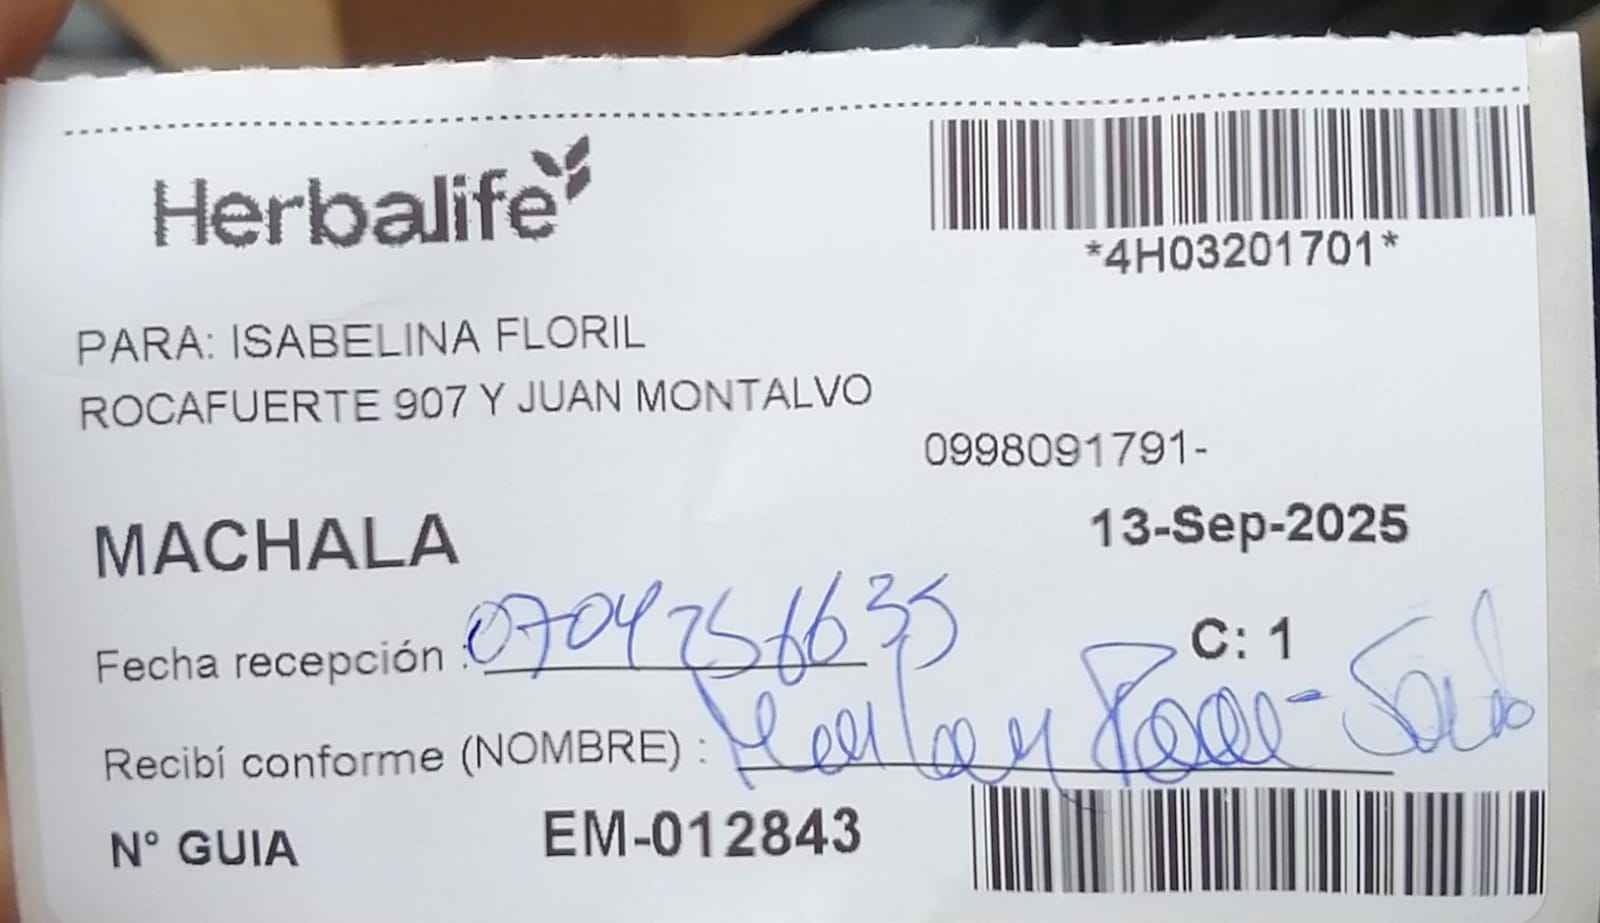 Herbalife
*4H03201701*
PARA: ISABELINA FLORIL
ROCAFUERTE 907 Y JUAN MONTALVO
0998091791-
MACHALA
13-Sep-2025
Fecha recepción : 0704256635
C: 1
Recibí conforme (NOMBRE) :
N° GUIA EM-012843